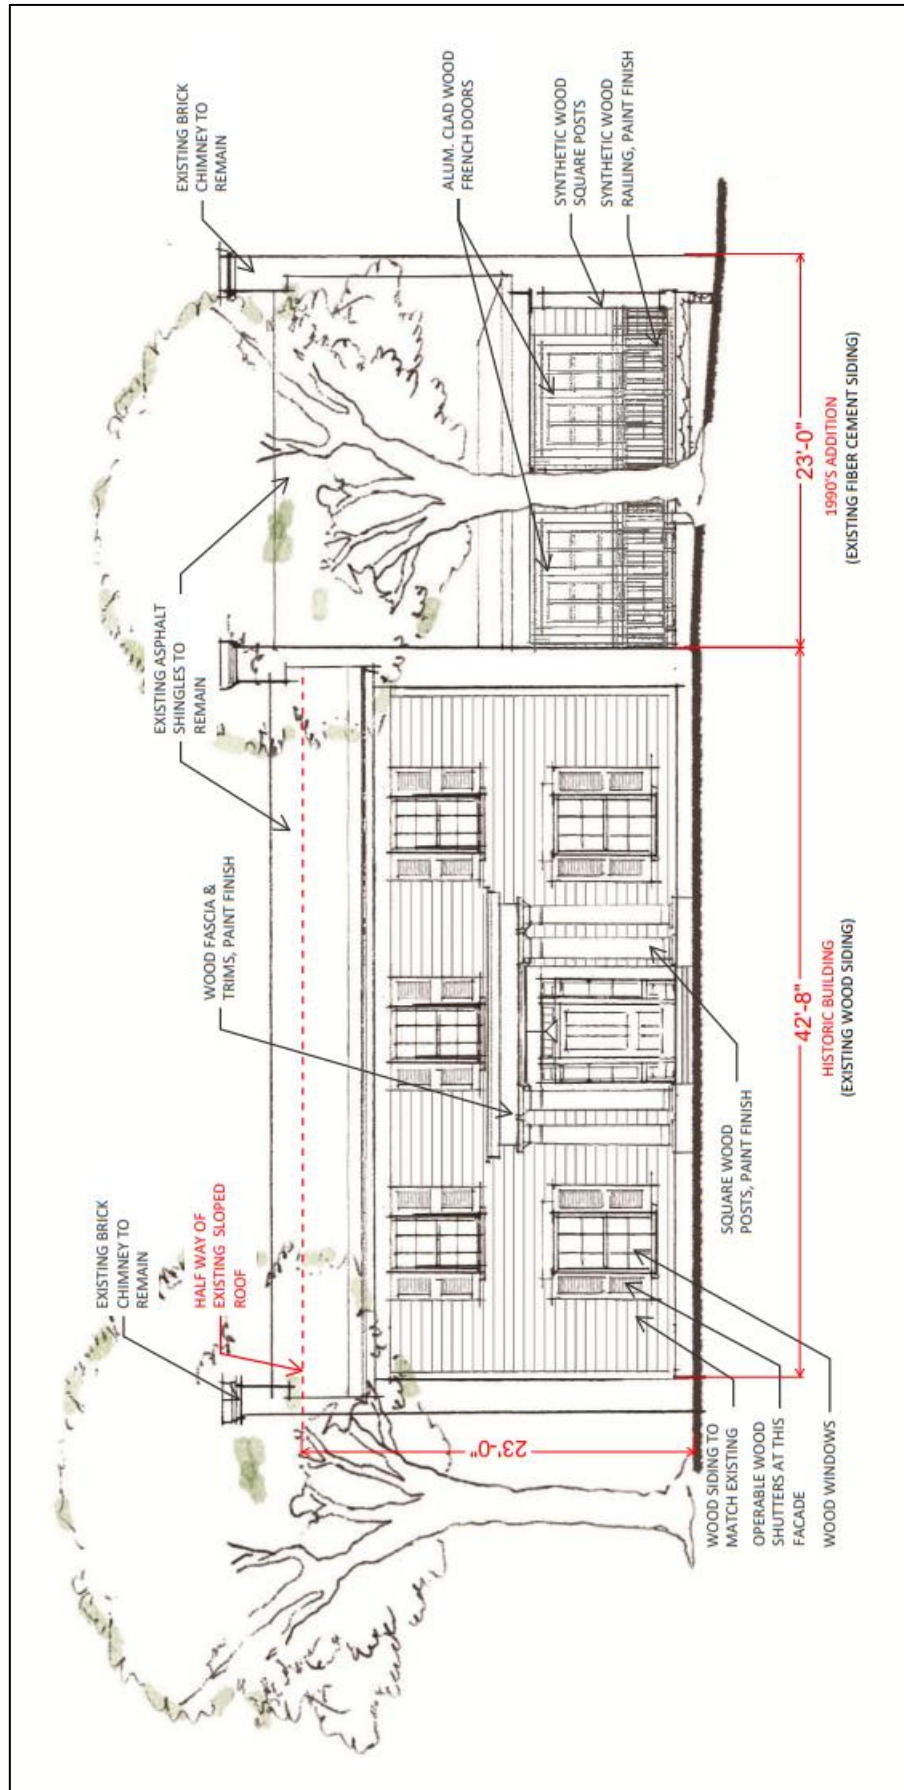 EXISTING BRICK
CHIMNEY TO
REMAIN
HALF WAY OF
EXISTING SLOPED
ROOF
WOOD FASCIA &
TRIMS, PAINT FINISH
EXISTING ASPHALT
SHINGLES TO
REMAIN
EXISTING BRICK
CHIMNEY TO
REMAIN
ALUM. CLAD WOOD
FRENCH DOORS
SYNTHETIC WOOD
SQUARE POSTS
SYNTHETIC WOOD
RAILING, PAINT FINISH
23'-0"
WOOD SIDING TO
MATCH EXISTING
OPERABLE WOOD
SHUTTERS AT THIS
FACADE
WOOD WINDOWS
SQUARE WOOD
POSTS, PAINT FINISH
42'-8"
HISTORIC BUILDING
(EXISTING WOOD SIDING)
23'-0"
1990'S ADDITION
(EXISTING FIBER CEMENT SIDING)